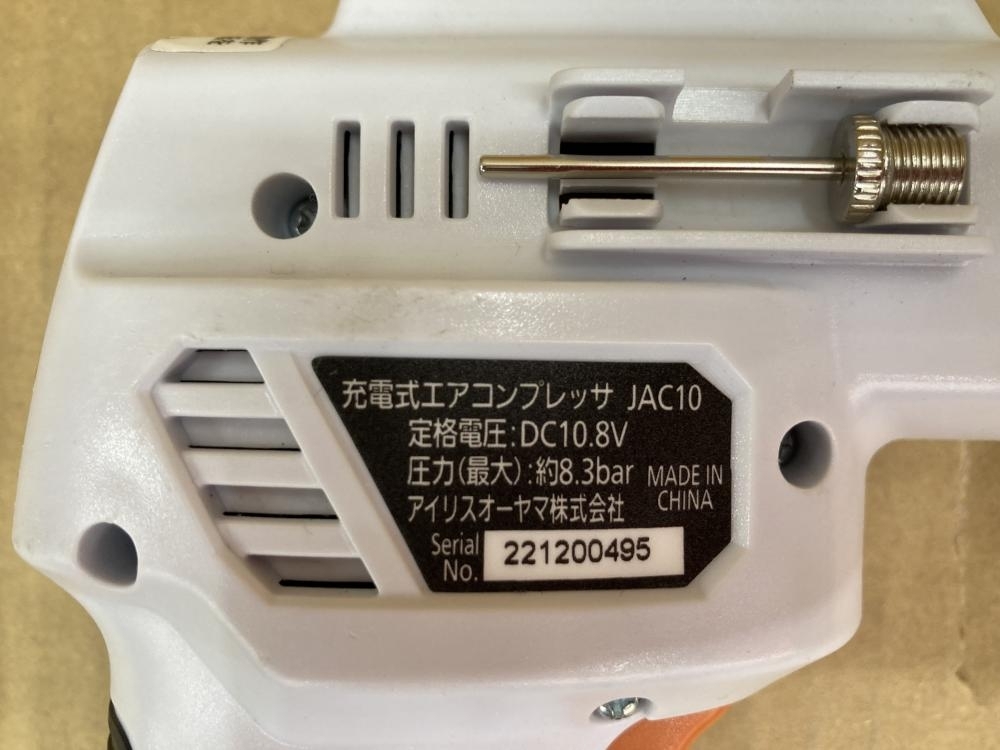 充電式エアコンプレッサ JAC10
定格電圧:DC10.8V
圧力(最大):約8.3bar
MADE IN
CHINA
アイリスオーヤマ株式会社
Serial
No.
221200495